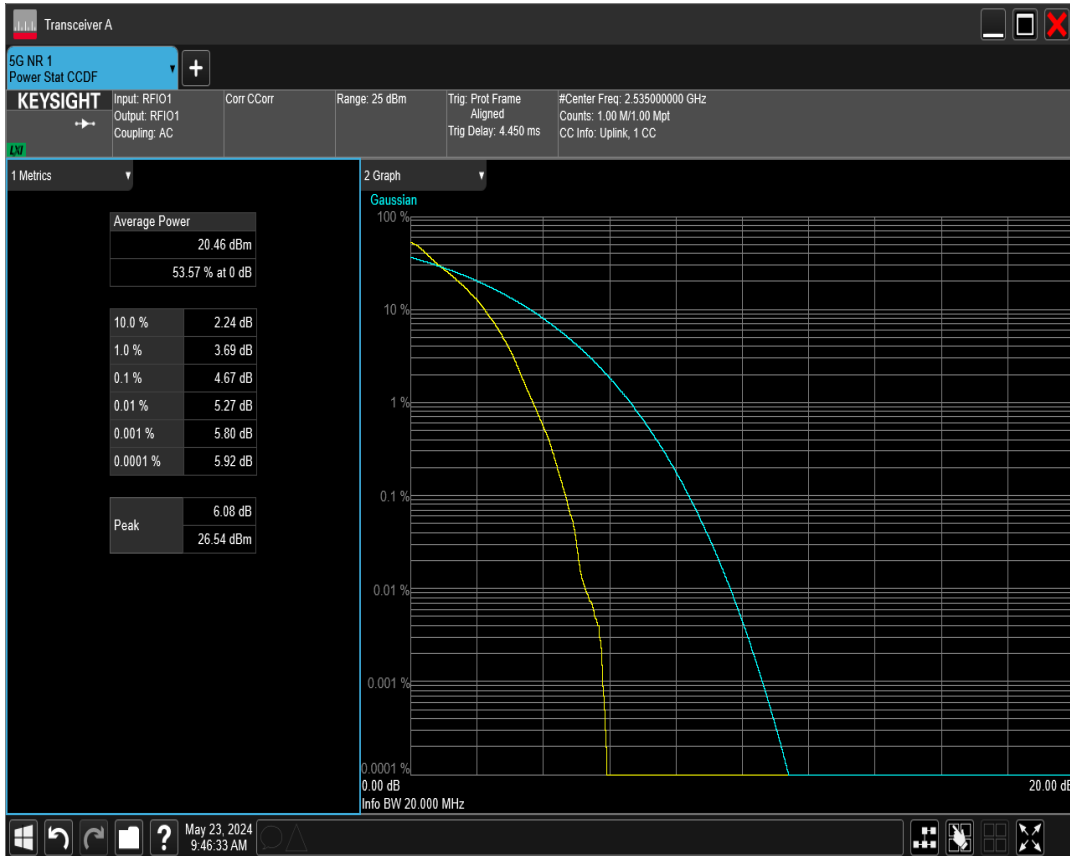 Transceiver A
5G NR 1
Power Stat CCDF
KEYSIGHT
LXI
Input: RFIO1
Output: RFIO1
Coupling: AC
Corr CCorr
Range: 25 dBm
Trig: Prot Frame
Aligned
Trig Delay: 4.450 ms
#Center Freq: 2.535000000 GHz
Counts: 1.00 M/1.00 Mpt
CC Info: Uplink, 1 CC
1 Metrics
Average Power
20.46 dBm
53.57 % at 0 dB
10.0 % 2.24 dB
1.0 % 3.69 dB
0.1 % 4.67 dB
0.01 % 5.27 dB
0.001 % 5.80 dB
0.0001 % 5.92 dB
Peak 6.08 dB
26.54 dBm
2 Graph
Gaussian
100 %
10 %
1 %
0.1 %
0.01 %
0.001 %
0.0001 %
0.00 dB 20.00 dB
Info BW 20.000 MHz
? May 23, 2024
9:46:33 AM